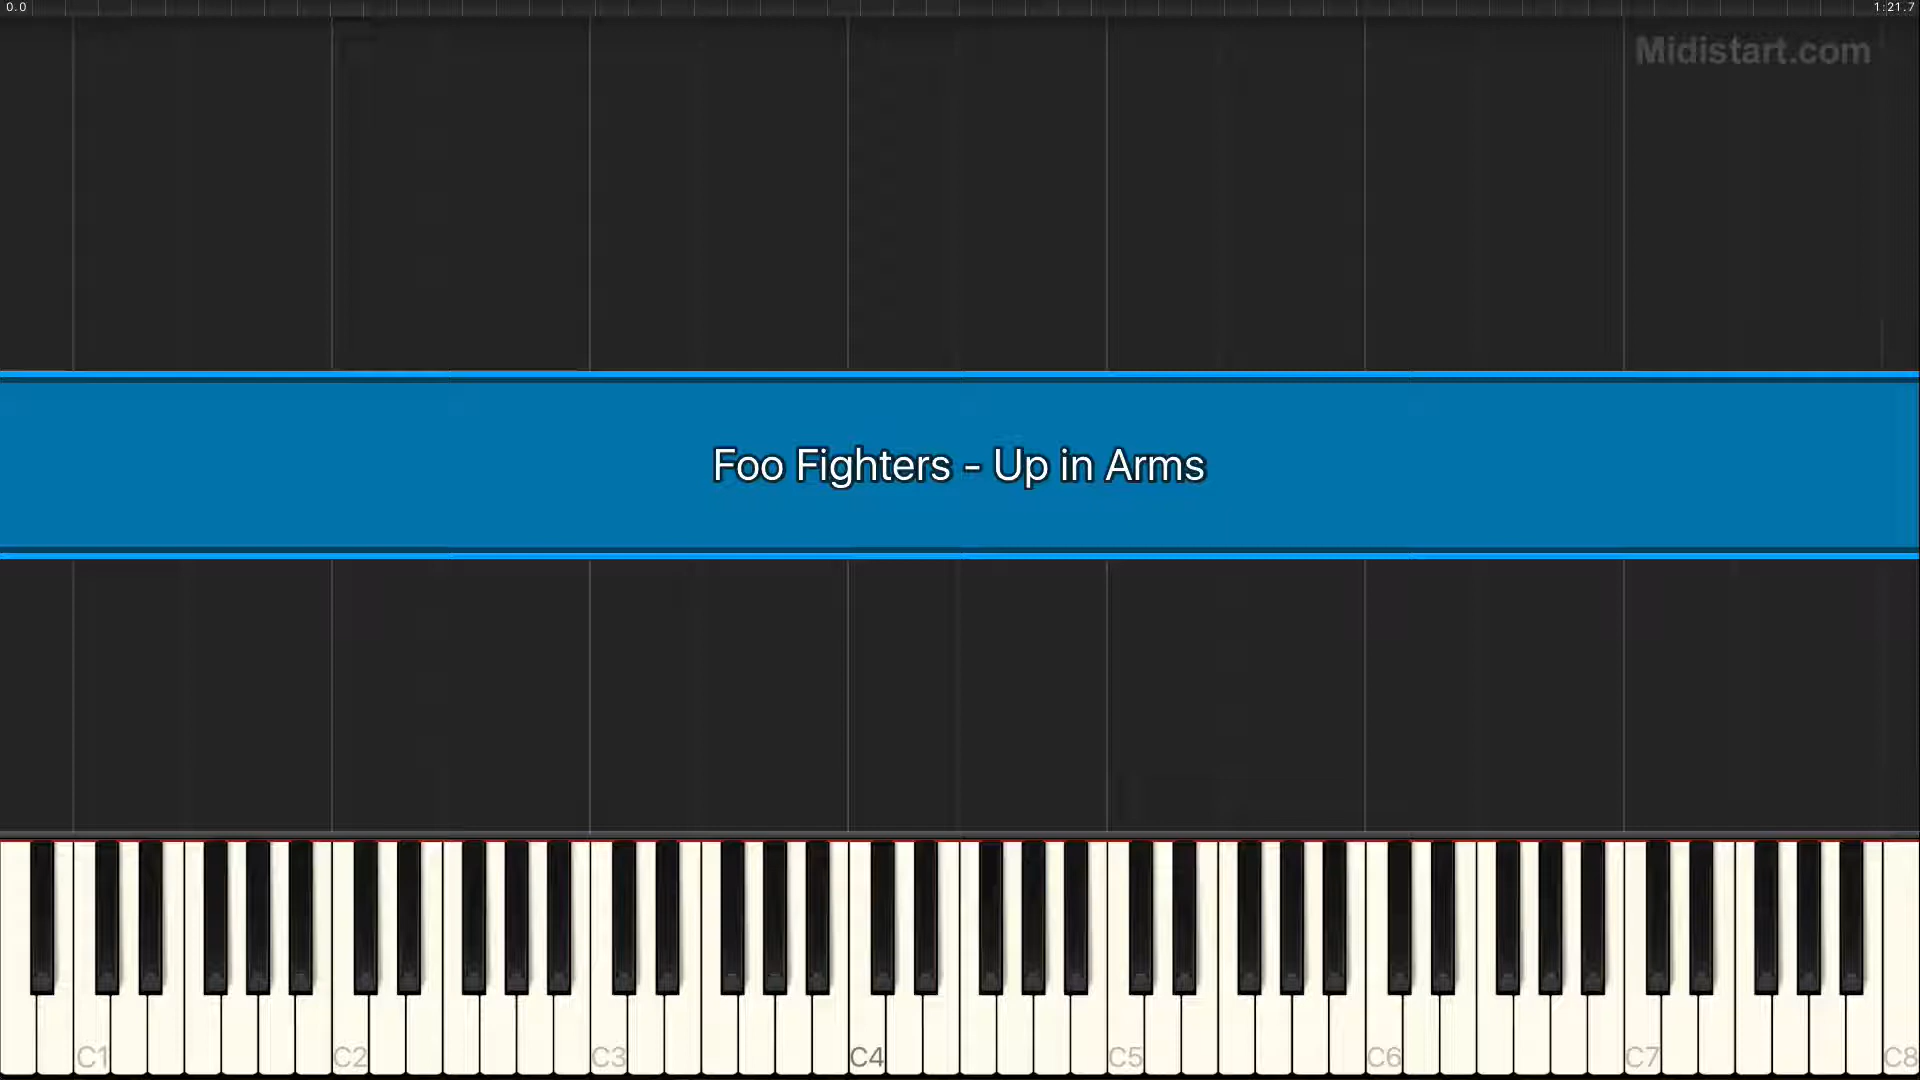 0.0
1:21.7
Midistart.com
Foo Fighters - Up in Arms
C1
C2
C3
C4
C5
C6
C7
C8